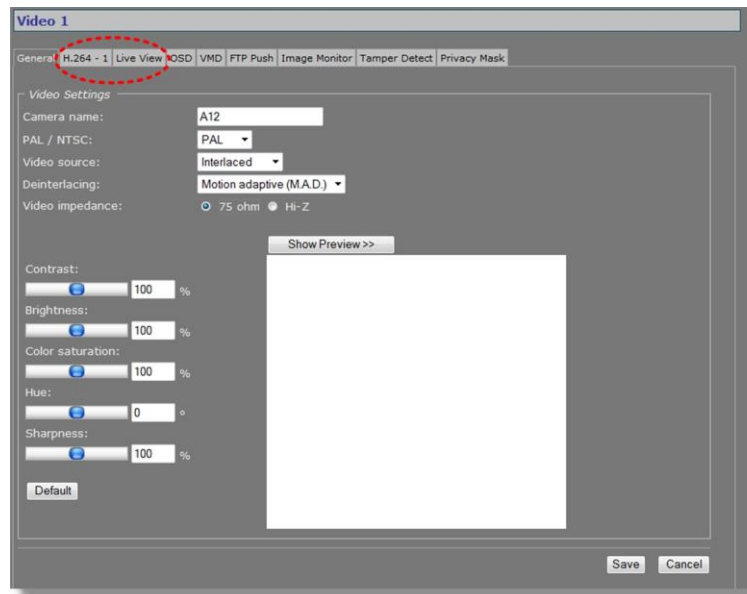 Video 1
General H.264 - 1 Live View OSD VMD FTP Push Image Monitor Tamper Detect Privacy Mask
Video Settings
Camera name: A12
PAL / NTSC: PAL
Video source: Interlaced
Deinterlacing: Motion adaptive (M.A.D.)
Video impedance: 75 ohm Hi-Z
Show Preview >>
Contrast:
100 %
Brightness:
100 %
Color saturation:
100 %
Hue:
0 °
Sharpness:
100 %
Default
Save Cancel